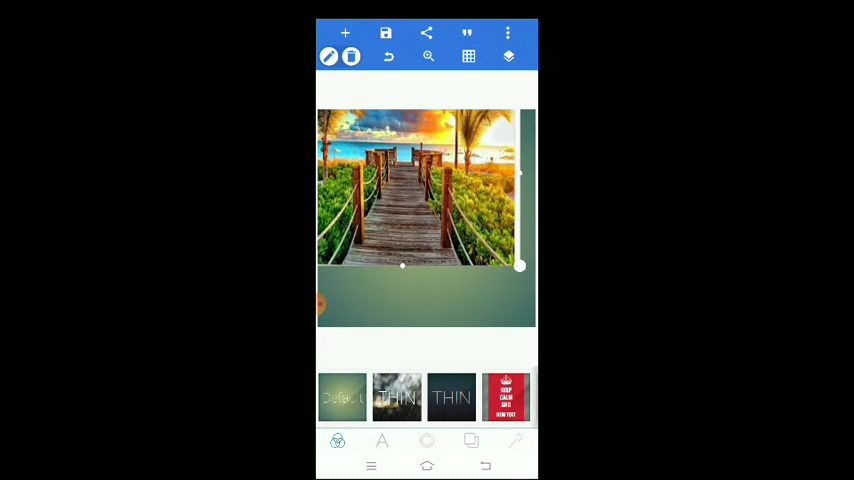 Default
THIN
THIN
KEEP
CALM
AND
NEW TEXT
A